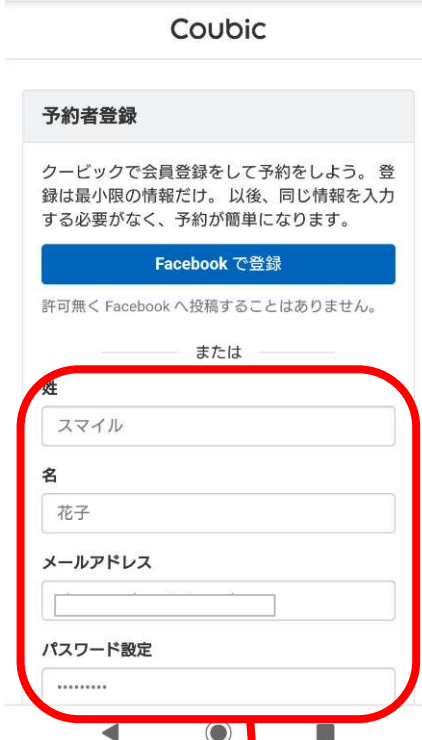 Coubic
予約者登録
クービックで会員登録をして予約をしよう。 登
録は最小限の情報だけ。 以後、同じ情報を入力
する必要がなく、予約が簡単になります。
Facebook で登録
許可無く Facebook へ投稿することはありません。
または
姓
スマイル
名
花子
メールアドレス
パスワード設定
·········